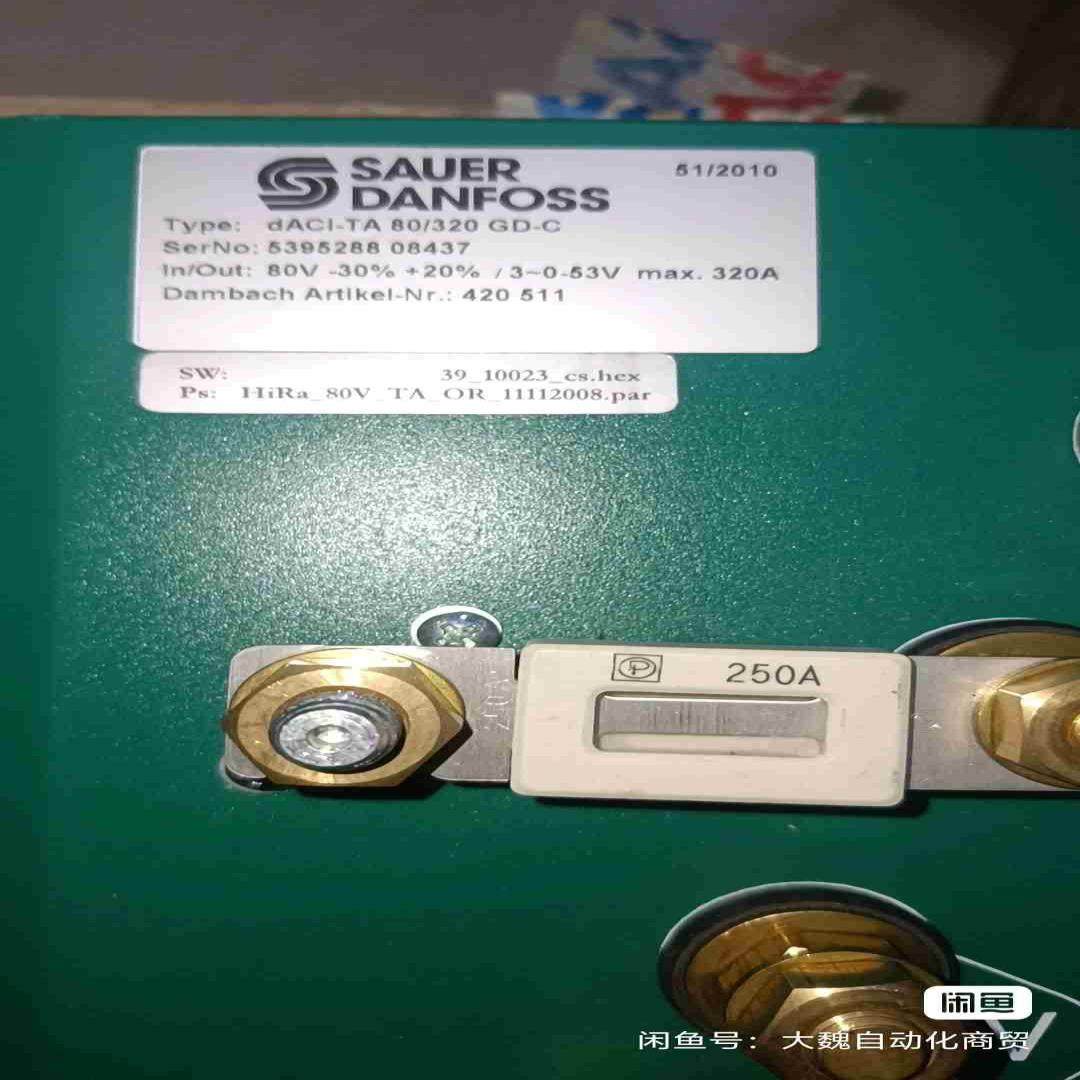 SAUER
DANFOSS
51/2010
Type: dACI-TA 80/320 GD-C
SerNo: 5395288 08437
In/Out: 80V -30% +20% / 3~0-53V max. 320A
Dambach Artikel-Nr.: 420 511
SW: 39_10023_cs.hex
Ps: HiRa_80V_TA_OR_11112008.par
250A
闲鱼
闲鱼号：大魏自动化商贸